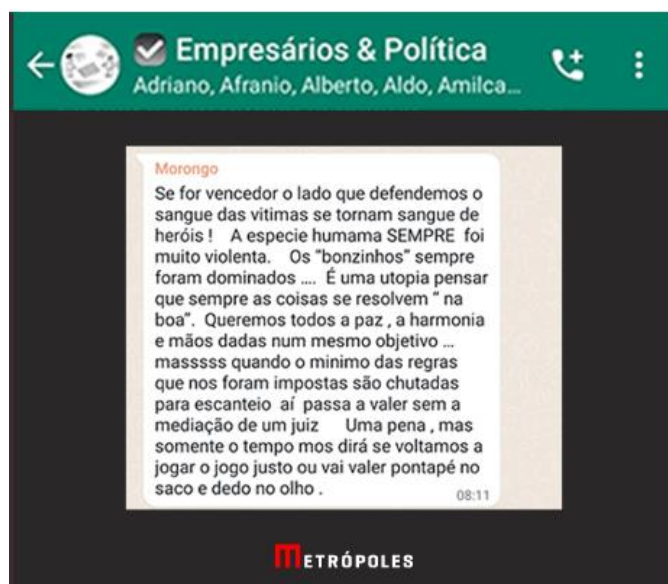 Empresários & Política
Adriano, Afranio, Alberto, Aldo, Amilca...
Morongo
Se for vencedor o lado que defendemos o
sangue das vitimas se tornam sangue de
heróis ! A especie humama SEMPRE foi
muito violenta. Os “bonzinhos” sempre
foram dominados .... É uma utopia pensar
que sempre as coisas se resolvem “ na
boa”. Queremos todos a paz , a harmonia
e mãos dadas num mesmo objetivo ...
masssss quando o minimo das regras
que nos foram impostas são chutadas
para escanteio aí passa a valer sem a
mediação de um juiz Uma pena , mas
somente o tempo mos dirá se voltamos a
jogar o jogo justo ou vai valer pontapé no
saco e dedo no olho .
08:11
METRÓPOLES